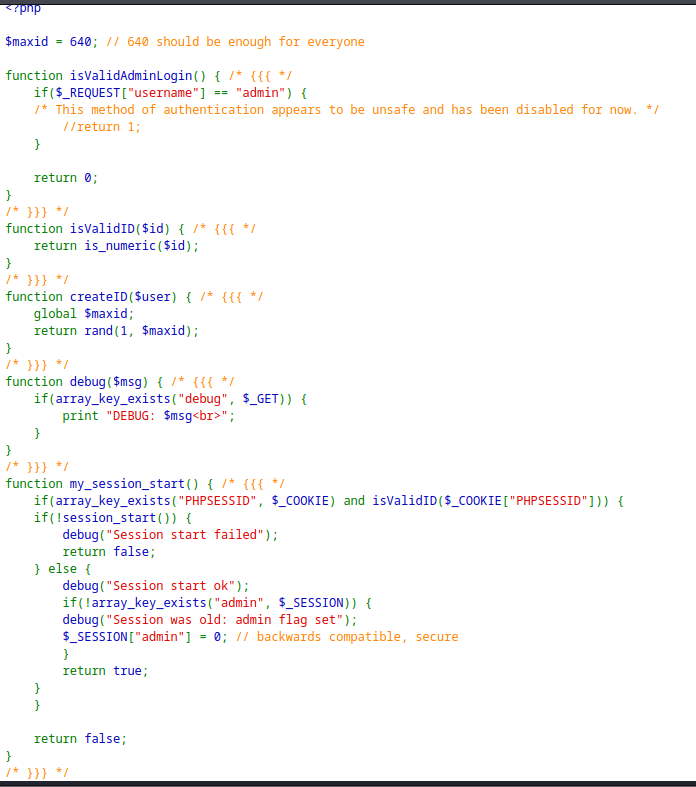 <?php

$maxid = 640; // 640 should be enough for everyone

function isValidAdminLogin() { /* {{{ */
    if($_REQUEST["username"] == "admin") {
    /* This method of authentication appears to be unsafe and has been disabled for now. */
        //return 1;
    }

    return 0;
}
/* }}} */
function isValidID($id) { /* {{{ */
    return is_numeric($id);
}
/* }}} */
function createID($user) { /* {{{ */
    global $maxid;
    return rand(1, $maxid);
}
/* }}} */
function debug($msg) { /* {{{ */
    if(array_key_exists("debug", $_GET)) {
        print "DEBUG: $msg<br>";
    }
}
/* }}} */
function my_session_start() { /* {{{ */
    if(array_key_exists("PHPSESSID", $_COOKIE) and isValidID($_COOKIE["PHPSESSID"])) {
    if(!session_start()) {
        debug("Session start failed");
        return false;
    } else {
        debug("Session start ok");
        if(!array_key_exists("admin", $_SESSION)) {
        debug("Session was old: admin flag set");
        $_SESSION["admin"] = 0; // backwards compatible, secure
        }
        return true;
    }
    }

    return false;
}
/* }}} */